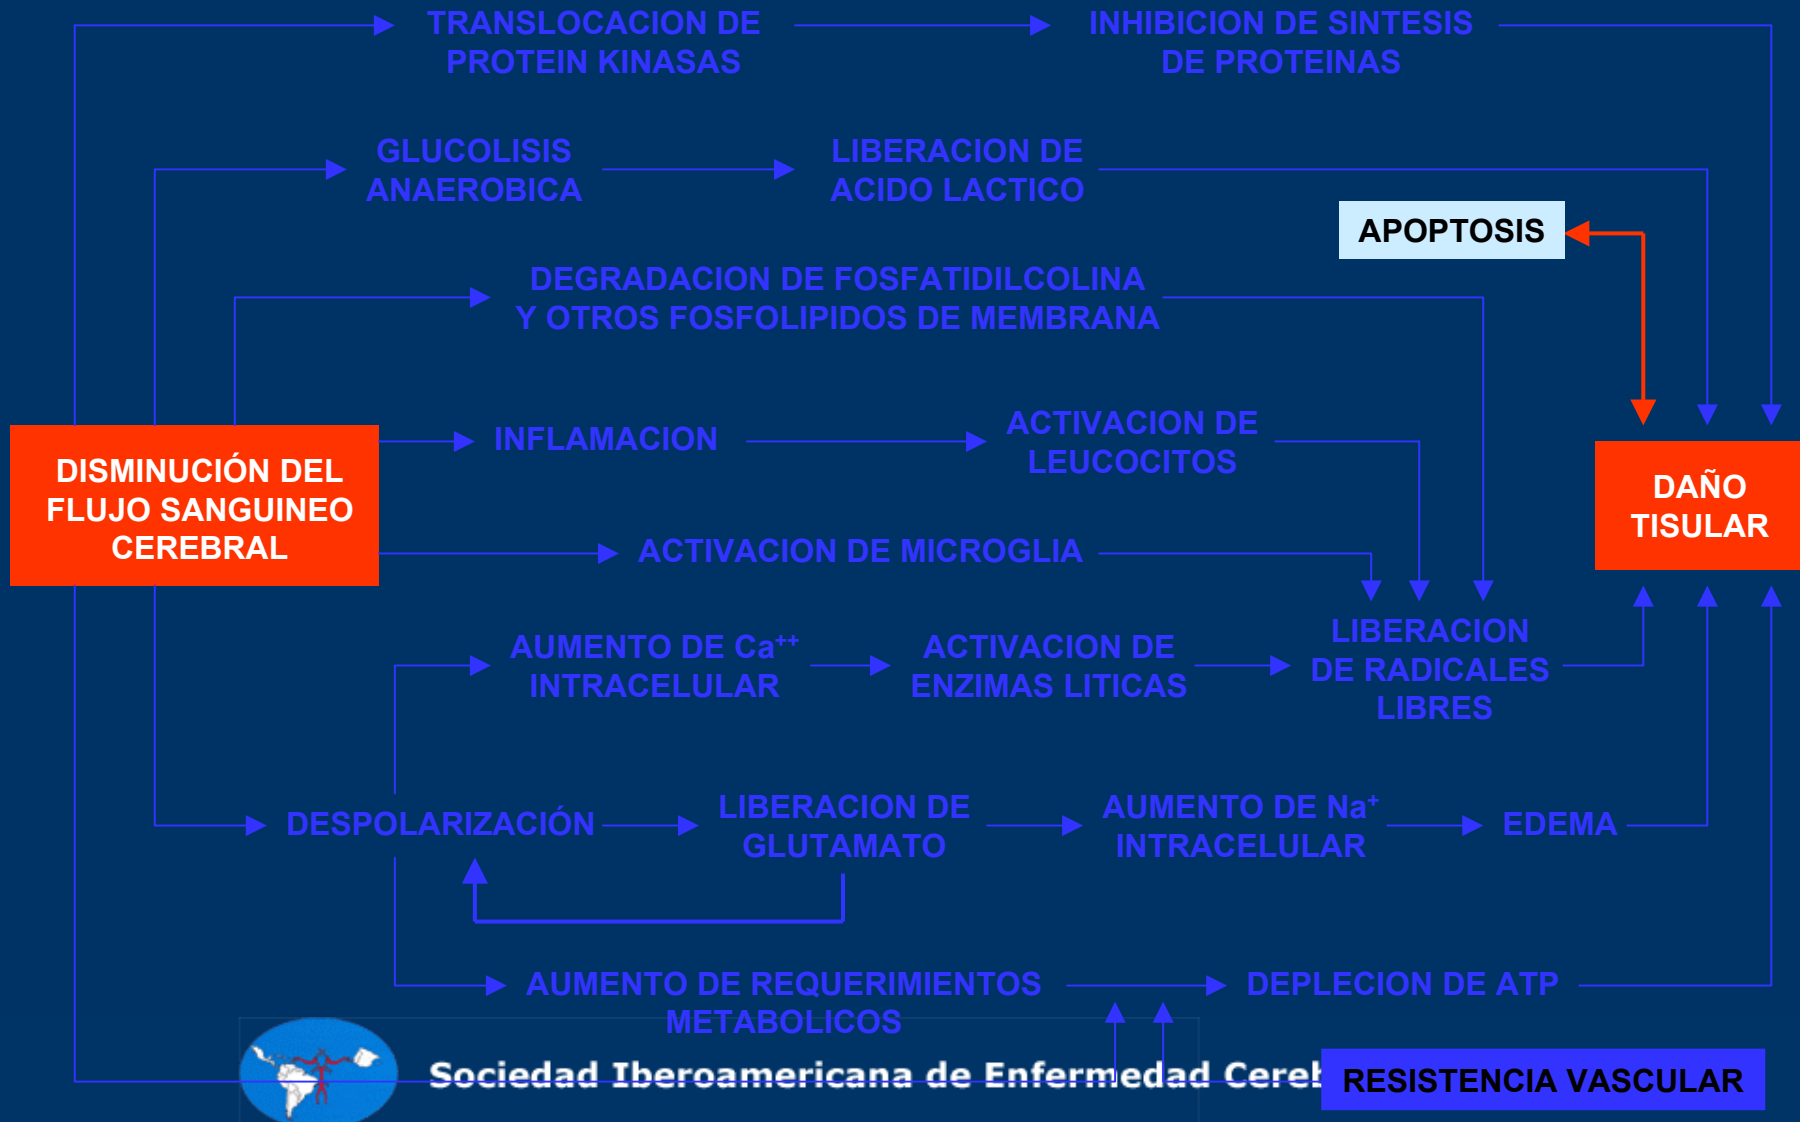 TRANSLOCACION DE
PROTEIN KINASAS
INHIBICION DE SINTESIS
DE PROTEINAS
GLUCOLISIS
ANAEROBICA
LIBERACION DE
ACIDO LACTICO
APOPTOSIS
DEGRADACION DE FOSFATIDILCOLINA
Y OTROS FOSFOLIPIDOS DE MEMBRANA
DISMINUCIÓN DEL
FLUJO SANGUINEO
CEREBRAL
INFLAMACION
ACTIVACION DE
LEUCOCITOS
DAÑO
TISULAR
ACTIVACION DE MICROGLIA
AUMENTO DE Ca⁺⁺
INTRACELULAR
ACTIVACION DE
ENZIMAS LITICAS
LIBERACION
DE RADICALES
LIBRES
DESPOLARIZACIÓN
LIBERACION DE
GLUTAMATO
AUMENTO DE Na⁺
INTRACELULAR
EDEMA
AUMENTO DE REQUERIMIENTOS
METABOLICOS
DEPLECION DE ATP
Sociedad Iberoamericana de Enfermedad
RESISTENCIA VASCULAR